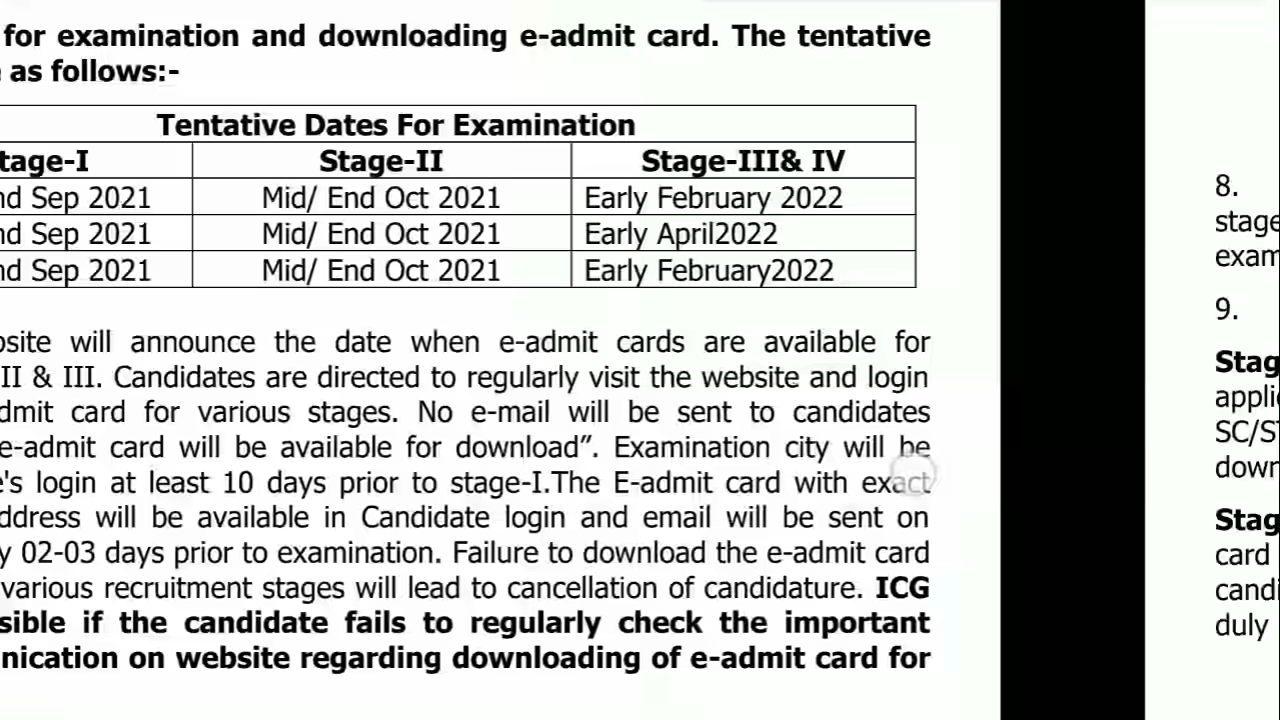 for examination and downloading e-admit card. The tentative
as follows:-
Tentative Dates For Examination
tage-I Stage-II Stage-III& IV
nd Sep 2021 Mid/ End Oct 2021 Early February 2022
nd Sep 2021 Mid/ End Oct 2021 Early April2022
nd Sep 2021 Mid/ End Oct 2021 Early February2022
bsite will announce the date when e-admit cards are available for
II & III. Candidates are directed to regularly visit the website and login
dmit card for various stages. No e-mail will be sent to candidates
e-admit card will be available for download”. Examination city will be
e's login at least 10 days prior to stage-I.The E-admit card with exact
ddress will be available in Candidate login and email will be sent on
y 02-03 days prior to examination. Failure to download the e-admit card
various recruitment stages will lead to cancellation of candidature. ICG
sible if the candidate fails to regularly check the important
nication on website regarding downloading of e-admit card for
8.
stage
exam
9.
Stag
appli
SC/ST
down
Stag
card
candi
duly